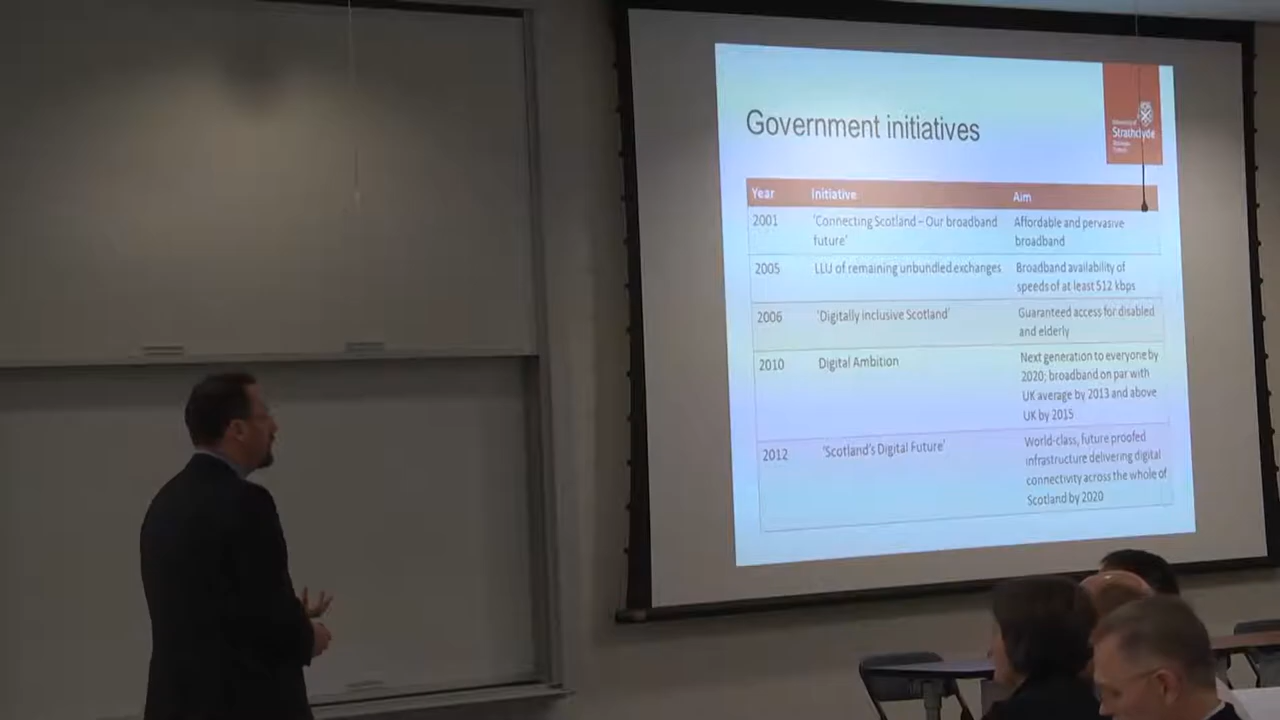 Government initiatives
University of
Strathclyde
Year Initiative Aim
2001 'Connecting Scotland – Our broadband Affordable and pervasive
future' broadband
2005 LLU of remaining unbundled exchanges Broadband availability of
speeds of at least 512 kbps
2006 'Digitally inclusive Scotland' Guaranteed access for disabled
and elderly
2010 Digital Ambition Next generation to everyone by
2020; broadband on par with
UK average by 2013 and above
UK by 2015
2012 'Scotland's Digital Future' World-class, future proofed
infrastructure delivering digital
connectivity across the whole of
Scotland by 2020